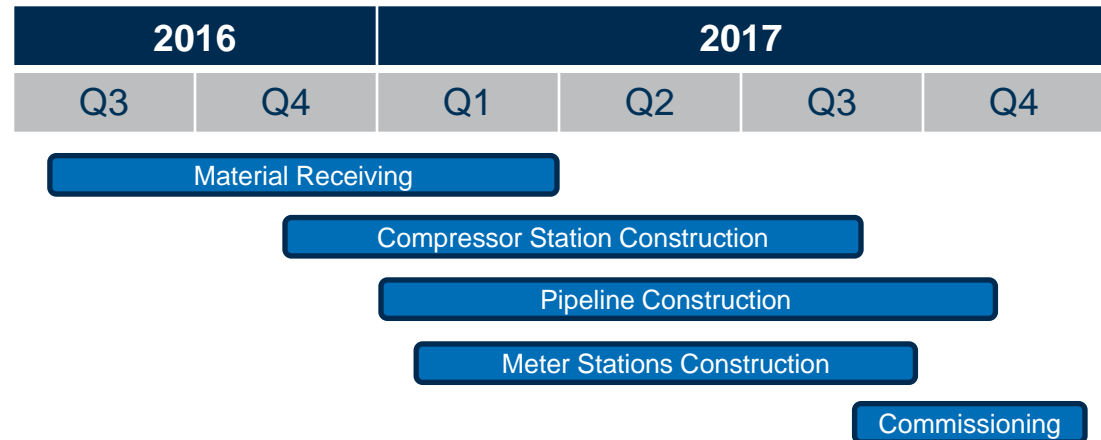 2016 2017
Q3 Q4 Q1 Q2 Q3 Q4
Material Receiving
Compressor Station Construction
Pipeline Construction
Meter Stations Construction
Commissioning